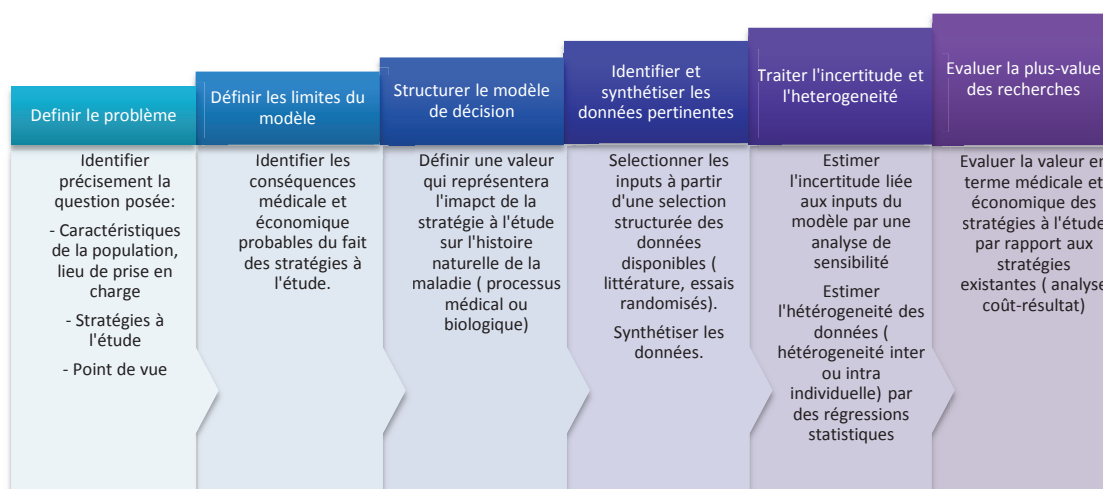 Definir le problème
Identifier
précisement la
question posée:
- Caractéristiques
de la population,
lieu de prise en
charge
- Stratégies à
l'étude
- Point de vue
Définir les limites du
modèle
Identifier les
conséquences
médicale et
économique
probables du fait
des stratégies à
l'étude.
Structurer le modèle
de décision
Définir une valeur
qui représentera
l'imapct de la
stratégie à l'étude
sur l'histoire
naturelle de la
maladie ( processus
médical ou
biologique)
Identifier et
synthétiser les
données pertinentes
Selectionner les
inputs à partir
d'une selection
structurée des
données
disponibles (
littérature, essais
randomisés).
Synthétiser les
données.
Traiter l'incertitude et
l'heterogeneité
Estimer
l'incertitude liée
aux inputs du
modèle par une
analyse de
sensibilité
Estimer
l'hétérogeneité des
données (
hétérogeneité inter
ou intra
individuelle) par
des régressions
statistiques
Evaluer la plus-value
des recherches
Evaluer la valeur en
terme médicale et
économique des
stratégies à l'étude
par rapport aux
stratégies
existantes ( analyse
coût-résultat)